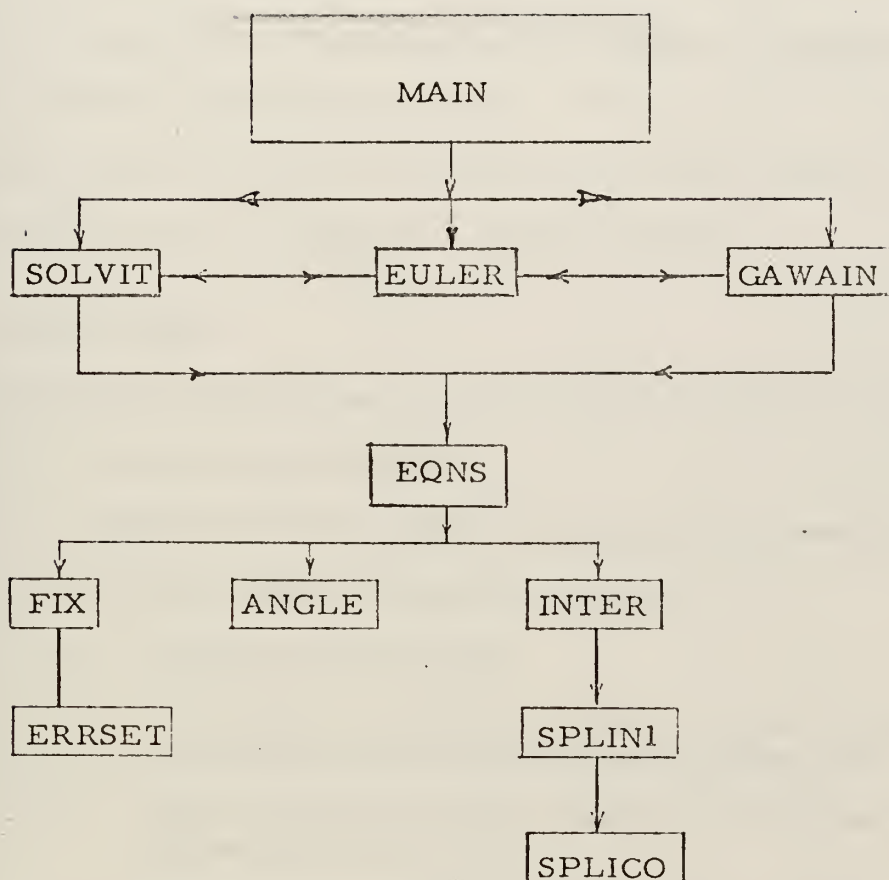 MAIN
SOLVIT EULER GAWAIN
EQNS
FIX ANGLE INTER
ERRSET SPLIN1
SPLICO